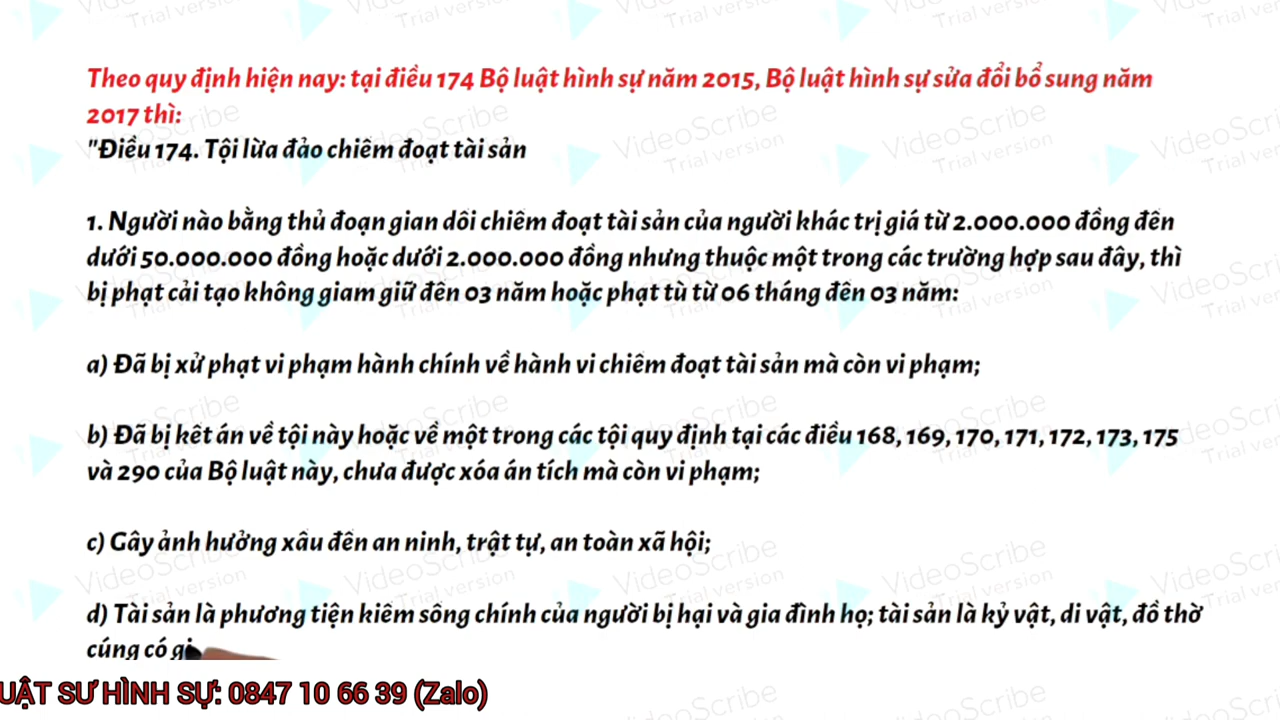 Theo quy định hiện nay: tại điều 174 Bộ luật hình sự năm 2015, Bộ luật hình sự sửa đổi bổ sung năm
2017 thì:
"Điều 174. Tội lừa đảo chiếm đoạt tài sản
1. Người nào bằng thủ đoạn gian dối chiếm đoạt tài sản của người khác trị giá từ 2.000.000 đồng đến
dưới 50.000.000 đồng hoặc dưới 2.000.000 đồng nhưng thuộc một trong các trường hợp sau đây, thì
bị phạt cải tạo không giam giữ đến 03 năm hoặc phạt tù từ 06 tháng đến 03 năm:
a) Đã bị xử phạt vi phạm hành chính về hành vi chiếm đoạt tài sản mà còn vi phạm;
b) Đã bị kết án về tội này hoặc về một trong các tội quy định tại các điều 168, 169, 170, 171, 172, 173, 175
và 290 của Bộ luật này, chưa được xóa án tích mà còn vi phạm;
c) Gây ảnh hưởng xấu đến an ninh, trật tự, an toàn xã hội;
d) Tài sản là phương tiện kiếm sống chính của người bị hại và gia đình họ; tài sản là kỷ vật, di vật, đồ thờ
cúng có gi
UẬT SƯ HÌNH SỰ: 0847 10 66 39 (Zalo)
VideoScribe
Trial version